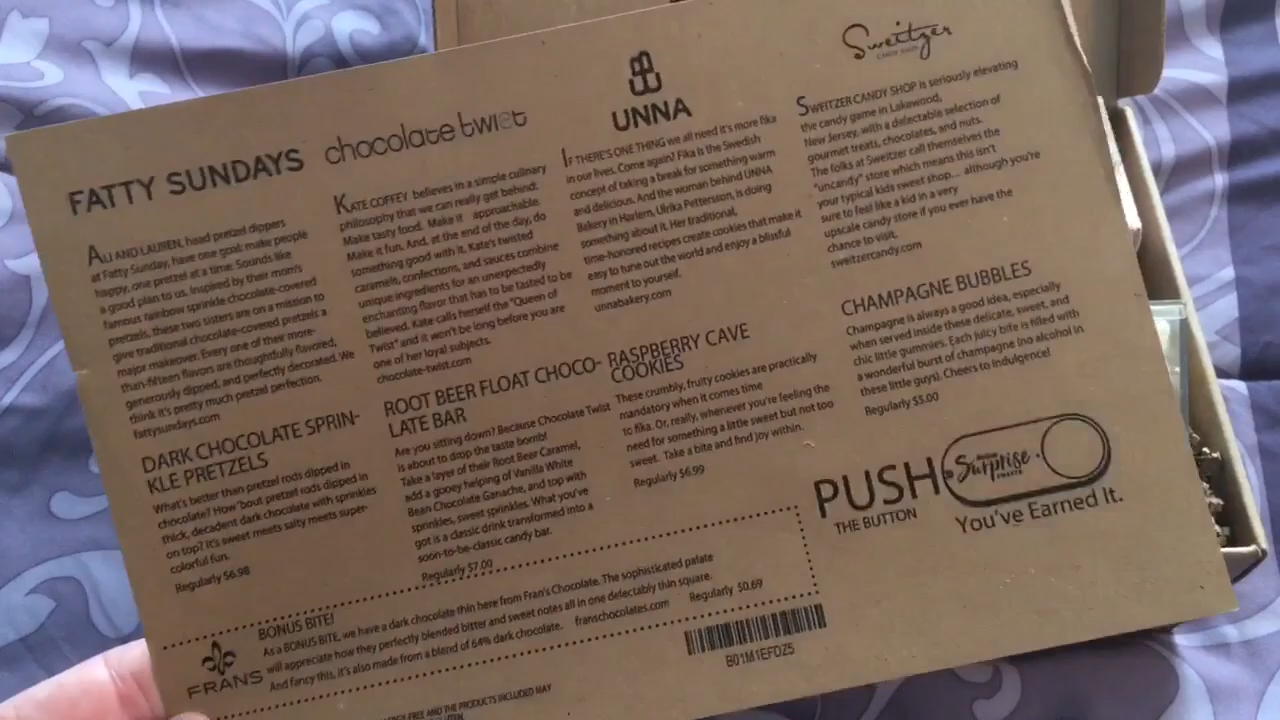 FATTY SUNDAYS
ALI AND LAUREN, head pretzel dippers
at Fatty Sunday, have one goal: make people
happy, one pretzel at a time. Sounds like
a good plan to us. Inspired by their mom's
famous rainbow sprinkle chocolate-covered
pretzels, these two sisters are on a mission to
give traditional chocolate-covered pretzels a
major makeover. Every one of their more-
than-fifteen flavors are thoughtfully flavored,
generously dipped, and perfectly decorated. We
think it's pretty much pretzel perfection.
fattysundays.com
DARK CHOCOLATE SPRIN-
KLE PRETZELS
What's better than pretzel rods dipped in
chocolate? How 'bout pretzel rods dipped in
thick, decadent dark chocolate with sprinkles
on top? It's sweet meets salty meets super-
colorful fun.
Regularly $6.98
chocolate twist
KATE COFFEY believes in a simple culinary
philosophy that we can really get behind:
Make tasty food. Make it approachable.
Make it fun. And, at the end of the day, do
something good with it. Kate's twisted
caramels, confections, and sauces combine
unique ingredients for an unexpectedly
enchanting flavor that has to be tasted to be
believed. Kate calls herself the "Queen of
Twist" and it won't be long before you are
one of her loyal subjects.
chocolate-twist.com
ROOT BEER FLOAT CHOCO-
LATE BAR
Are you sitting down? Because Chocolate Twist
is about to drop the taste bomb!
Take a layer of their Root Beer Caramel,
add a gooey helping of Vanilla White
Bean Chocolate Ganache, and top with
sprinkles, sweet sprinkles. What you've
got is a classic drink transformed into a
soon-to-be-classic candy bar.
Regularly $7.00
UNNA
IF THERE'S ONE THING we all need it's more fika
in our lives. Come again? Fika is the Swedish
concept of taking a break for something warm
and delicious. And the woman behind UNNA
Bakery in Harlem, Ulrika Pettersson, is doing
something about it. Her traditional,
time-honored recipes create cookies that make it
easy to tune out the world and enjoy a blissful
moment to yourself.
unnabakery.com
RASPBERRY CAVE
COOKIES
These crumbly, fruity cookies are practically
mandatory when it comes time
to fika. Or, really, whenever you're feeling the
need for something a little sweet but not too
sweet. Take a bite and find joy within.
Regularly $6.99
Sweitzer
CANDY SHOP
SWEITZER CANDY SHOP is seriously elevating
the candy game in Lakewood,
New Jersey, with a delectable selection of
gourmet treats, chocolates, and nuts.
The folks at Sweitzer call themselves the
"uncandy" store which means this isn't
your typical kids sweet shop... although you're
sure to feel like a kid in a very
upscale candy store if you ever have the
chance to visit.
sweitzercandy.com
CHAMPAGNE BUBBLES
Champagne is always a good idea, especially
when served inside these delicate, sweet, and
chic little gummies. Each juicy bite is filled with
a wonderful burst of champagne (no alcohol in
these little guys). Cheers to indulgence!
Regularly $5.00
PUSH
THE BUTTON
Surprise
SWEETS
You've Earned It.
FRANS
BONUS BITE!
As a BONUS BITE, we have a dark chocolate thin here from Fran's Chocolate. The sophisticated palate
will appreciate how they perfectly blended bitter and sweet notes all in one delectably thin square.
And fancy this, it's also made from a blend of 64% dark chocolate. franschocolates.com Regularly $0.69
B01M1EFDZ5
FREE AND THE PRODUCTS INCLUDED MAY